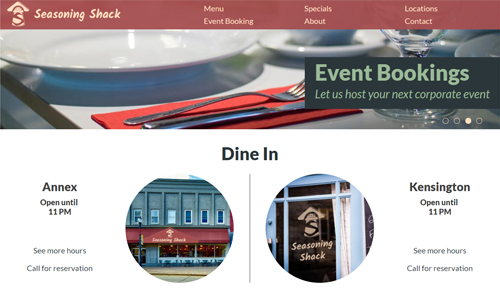 Seasoning Shack
Menu
Specials
Locations
Event Booking
About
Contact
Event Bookings
Let us host your next corporate event
Dine In
Annex
Open until
11 PM
See more hours
Call for reservation
Seasoning Shack
Seasoning
Shack
Kensington
Open until
11 PM
See more hours
Call for reservation